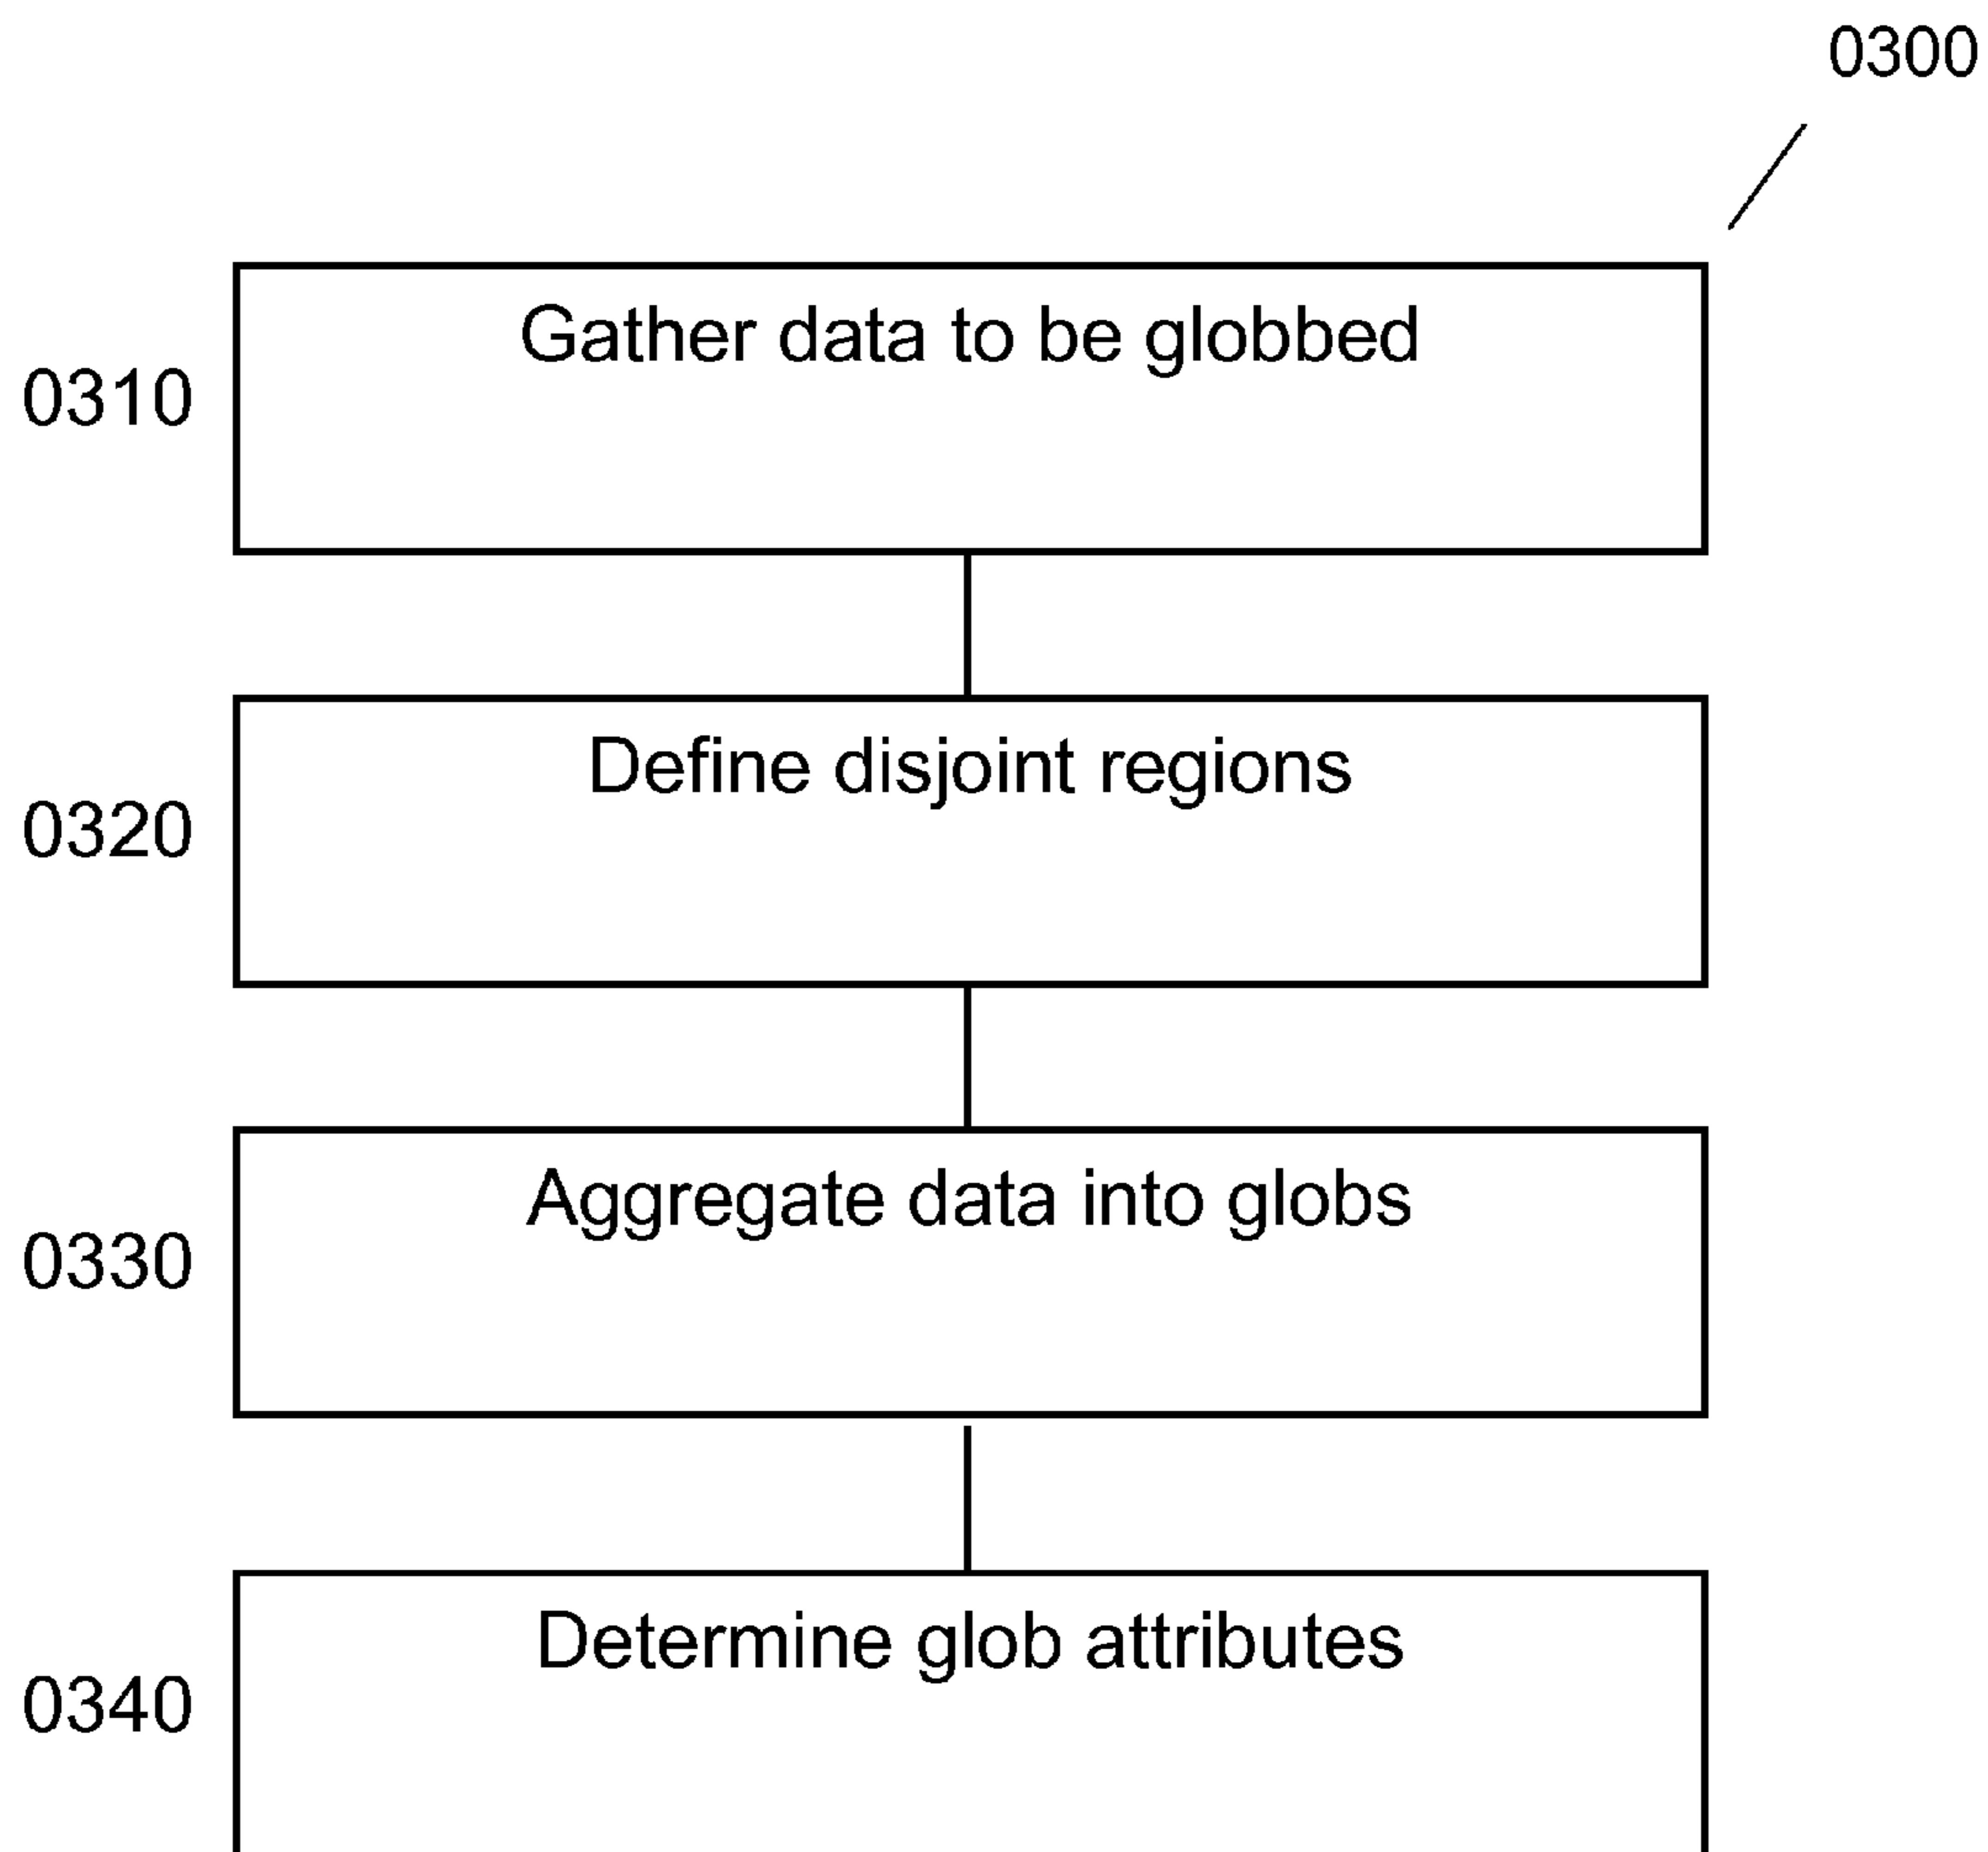 0300
Gather data to be globbed
0310
Define disjoint regions
0320
Aggregate data into globs
0330
Determine glob attributes
0340